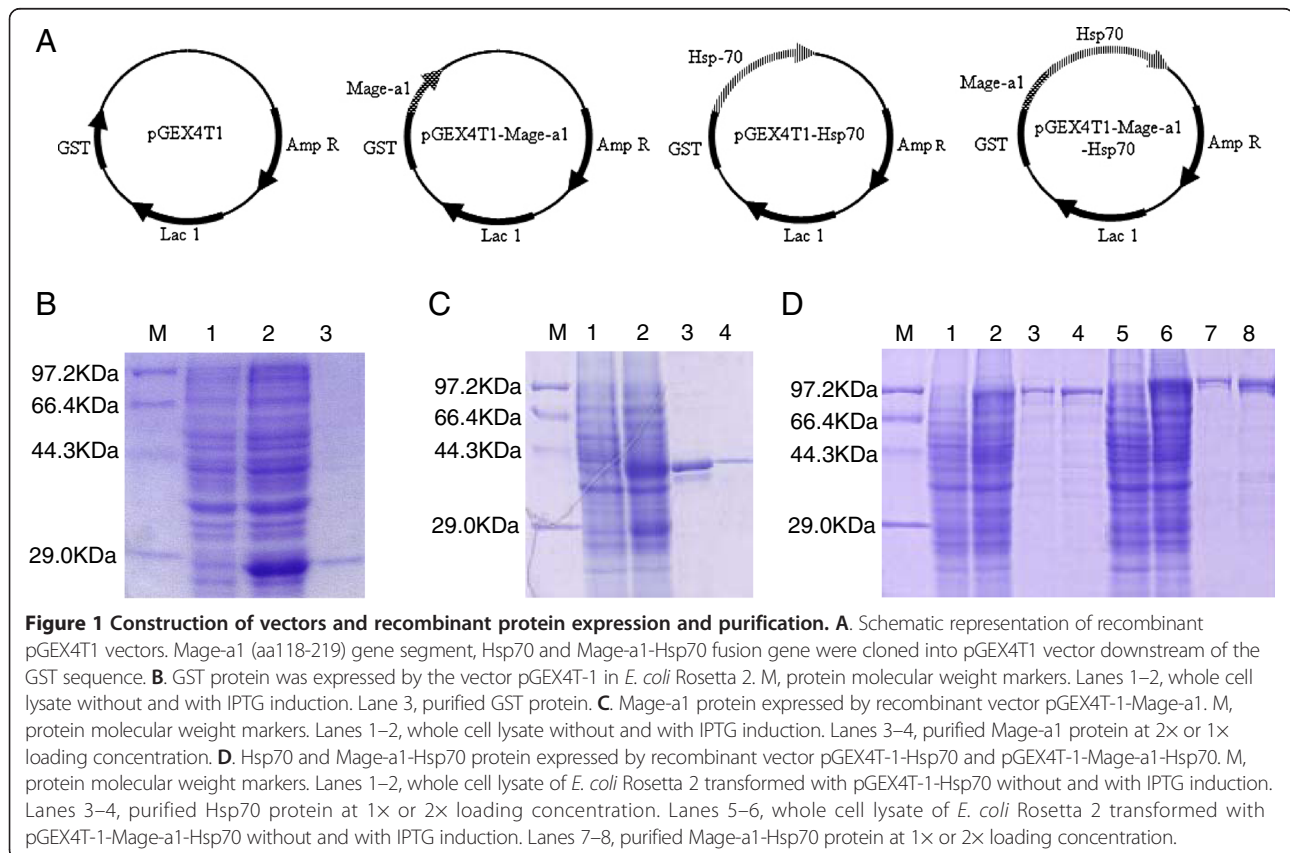 A
Mage-a1
GST
pGEX4T1
Amp R
Lac 1
GST
pGEX4T1-Mage-a1
Amp R
Lac 1
Hsp-70
GST
pGEX4T1-Hsp70
Amp R
Lac 1
Hsp70
Mage-a1
GST
pGEX4T1-Mage-a1
-Hsp70
Amp R
Lac 1
B
M 1 2 3
97.2KDa
66.4KDa
44.3KDa
29.0KDa
C
M 1 2 3 4
97.2KDa
66.4KDa
44.3KDa
29.0KDa
D
M 1 2 3 4 5 6 7 8
97.2KDa
66.4KDa
44.3KDa
29.0KDa
Figure 1 Construction of vectors and recombinant protein expression and purification. A. Schematic representation of recombinant
pGEX4T1 vectors. Mage-a1 (aa118-219) gene segment, Hsp70 and Mage-a1-Hsp70 fusion gene were cloned into pGEX4T1 vector downstream of the
GST sequence. B. GST protein was expressed by the vector pGEX4T-1 in E. coli Rosetta 2. M, protein molecular weight markers. Lanes 1–2, whole cell
lysate without and with IPTG induction. Lane 3, purified GST protein. C. Mage-a1 protein expressed by recombinant vector pGEX4T-1-Mage-a1. M,
protein molecular weight markers. Lanes 1–2, whole cell lysate without and with IPTG induction. Lanes 3–4, purified Mage-a1 protein at 2× or 1×
loading concentration. D. Hsp70 and Mage-a1-Hsp70 protein expressed by recombinant vector pGEX4T-1-Hsp70 and pGEX4T-1-Mage-a1-Hsp70. M,
protein molecular weight markers. Lanes 1–2, whole cell lysate of E. coli Rosetta 2 transformed with pGEX4T-1-Hsp70 without and with IPTG induction.
Lanes 3–4, purified Hsp70 protein at 1× or 2× loading concentration. Lanes 5–6, whole cell lysate of E. coli Rosetta 2 transformed with
pGEX4T-1-Mage-a1-Hsp70 without and with IPTG induction. Lanes 7–8, purified Mage-a1-Hsp70 protein at 1× or 2× loading concentration.